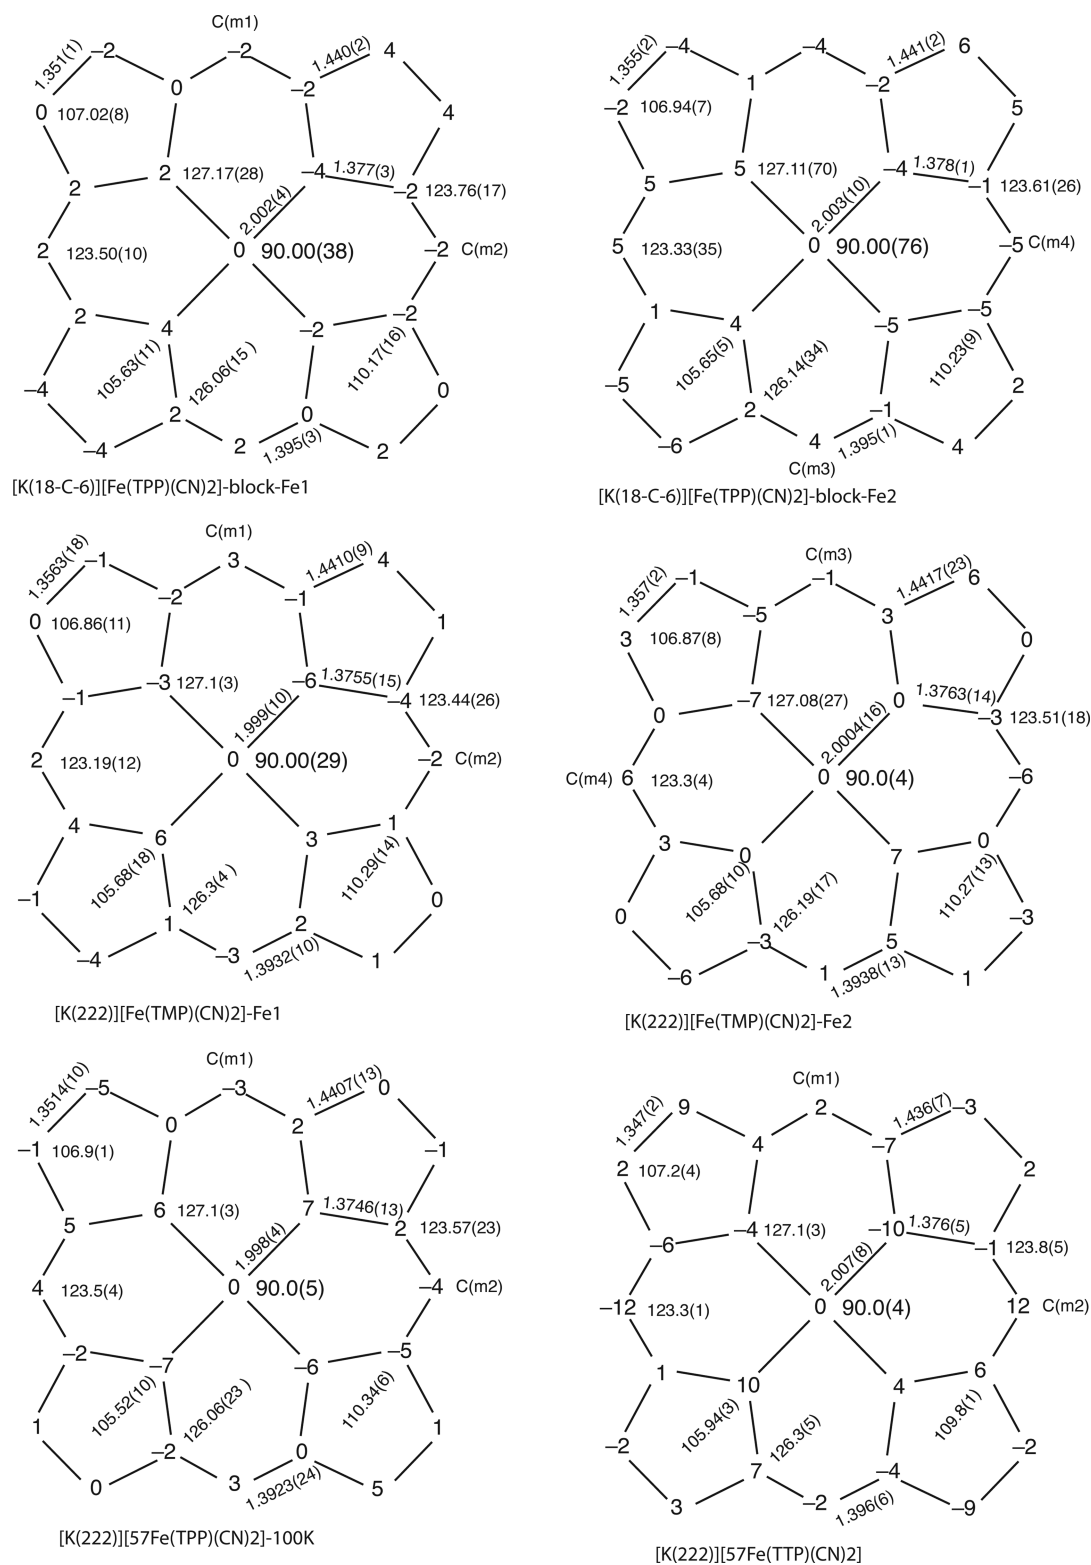 C(m1)
1.351(1) –2 –2 1.440(2) 4
0 –2
0 107.02(8) 4
2 127.17(28) –4 1.377(3)
2 –2 123.76(17)
2.002(4)
2 123.50(10) 0 90.00(38) –2 C(m2)
2 4 –2 –2
105.63(11) 126.06(15 ) 110.17(16)
–4 0
2 0
–4 2 1.395(3) 2
[K(18-C-6)][Fe(TPP)(CN)2]-block-Fe1
1.355(2) –4 –4 1.441(2) 6
1 –2
–2 106.94(7) 5
5 127.11(70) –4 1.378(1)
5 –1 123.61(26)
2.003(10)
5 123.33(35) 0 90.00(76) –5 C(m4)
1 4 –5 –5
105.65(5) 126.14(34) 110.23(9)
–5 2
2 –1
–6 4 1.395(1) 4
C(m3)
[K(18-C-6)][Fe(TPP)(CN)2]-block-Fe2
C(m1)
1.3563(18) –1 3 1.4410(9) 4
–2 –1
0 106.86(11) 1
–3 127.1(3) –6 1.3755(15)
–1 –4 123.44(26)
1.999(10)
2 123.19(12) 0 90.00(29) –2 C(m2)
4 6 3 1
105.68(18) 126.3(4 ) 110.29(14)
–1 0
1 2
–4 –3 1.3932(10) 1
[K(222)][Fe(TMP)(CN)2]-Fe1
C(m3)
1.357(2) –1 –1 1.4417(23) 6
–5 3
3 106.87(8) 0
–7 127.08(27) 0 1.3763(14)
0 –3 123.51(18)
2.0004(16)
C(m4) 6 123.3(4) 0 90.0(4) –6
3 0 7 0
105.68(10) 126.19(17) 110.27(13)
0 –3
–3 5
–6 1 1.3938(13) 1
[K(222)][Fe(TMP)(CN)2]-Fe2
C(m1)
1.3514(10) –5 –3 1.4407(13) 0
0 2
–1 106.9(1) –1
6 127.1(3) 7 1.3746(13)
5 2 123.57(23)
1.998(4)
4 123.5(4) 0 90.0(5) –4 C(m2)
–2 –7 –6 –5
105.52(10) 126.06(23 ) 110.34(6)
1 1
–2 0
0 3 1.3923(24) 5
[K(222)][57Fe(TPP)(CN)2]-100K
C(m1)
1.347(2) 9 2 1.436(7) –3
4 –7
2 107.2(4) 2
–4 127.1(3) –10 1.376(5)
–6 –1 123.8(5)
2.007(8)
–12 123.3(1) 0 90.0(4) 12 C(m2)
1 10 4 6
105.94(3) 126.3(5) 109.8(1)
–2 –2
7 –4
3 –2 1.396(6) –9
[K(222)][57Fe(TTP)(CN)2]